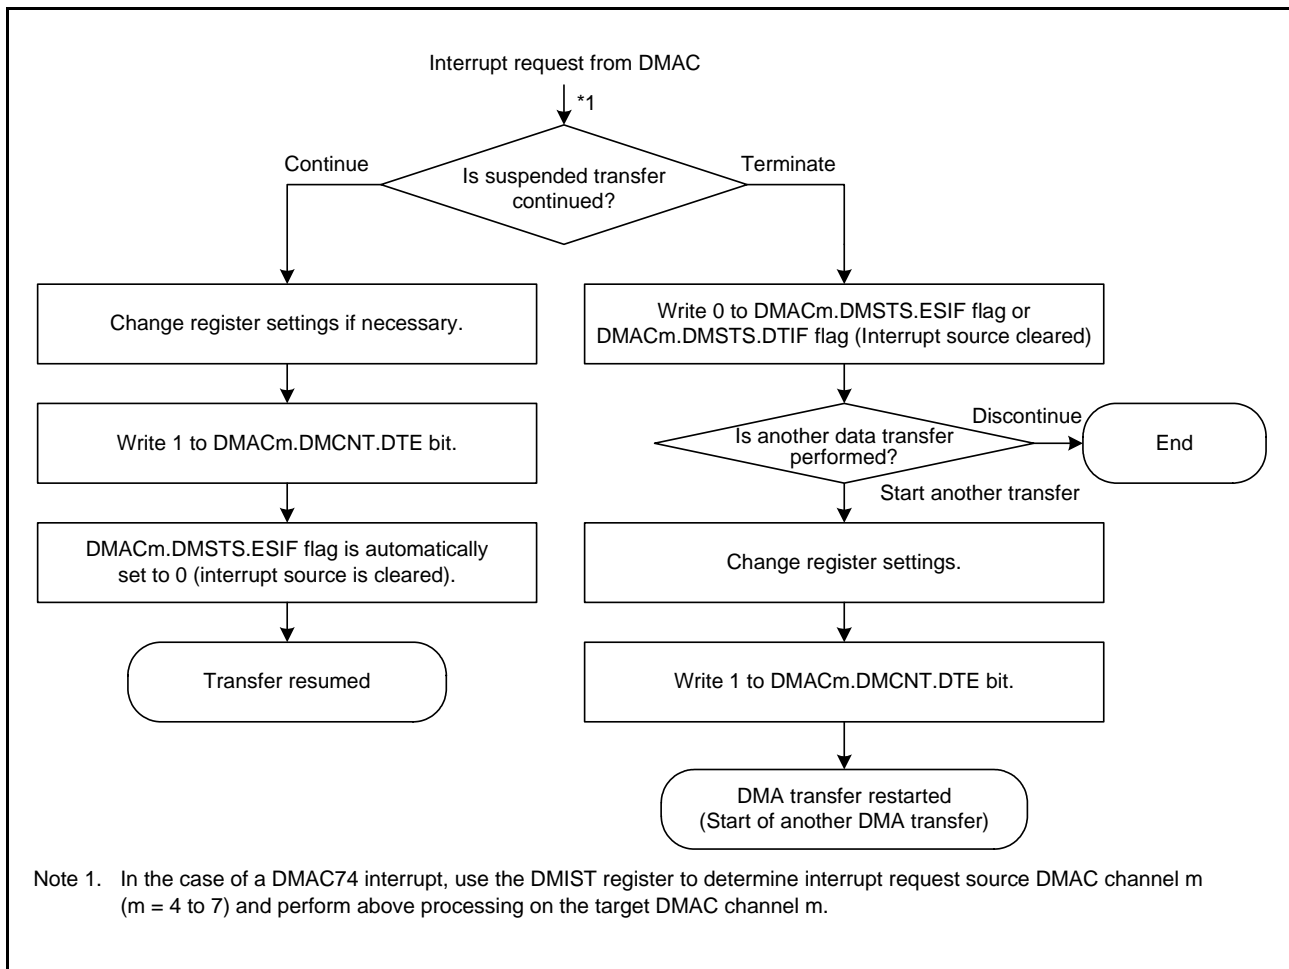 Interrupt request from DMAC
*1
Continue
Terminate
Is suspended transfer
continued?
Change register settings if necessary.
Write 1 to DMACm.DMCNT.DTE bit.
DMACm.DMSTS.ESIF flag is automatically
set to 0 (interrupt source is cleared).
Transfer resumed
Write 0 to DMACm.DMSTS.ESIF flag or
DMACm.DMSTS.DTIF flag (Interrupt source cleared)
Is another data transfer
performed?
Discontinue
End
Start another transfer
Change register settings.
Write 1 to DMACm.DMCNT.DTE bit.
DMA transfer restarted
(Start of another DMA transfer)
Note 1. In the case of a DMAC74 interrupt, use the DMIST register to determine interrupt request source DMAC channel m
(m = 4 to 7) and perform above processing on the target DMAC channel m.